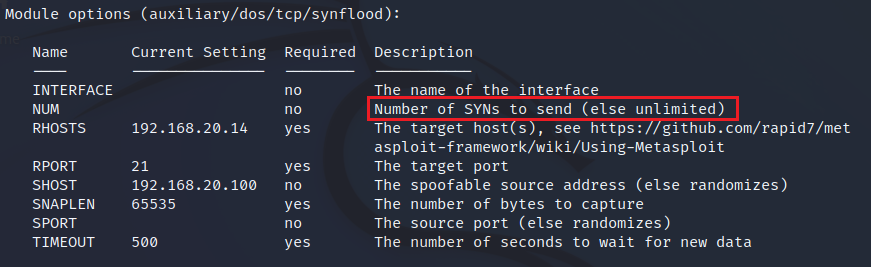 Module options (auxiliary/dos/tcp/synflood):
Name Current Setting Required Description
INTERFACE no The name of the interface
NUM no Number of SYNs to send (else unlimited)
RHOSTS 192.168.20.14 yes The target host(s), see https://github.com/rapid7/met
asploit-framework/wiki/Using-Metasploit
RPORT 21 yes The target port
SHOST 192.168.20.100 no The spoofable source address (else randomizes)
SNAPLEN 65535 yes The number of bytes to capture
SPORT no The source port (else randomizes)
TIMEOUT 500 yes The number of seconds to wait for new data